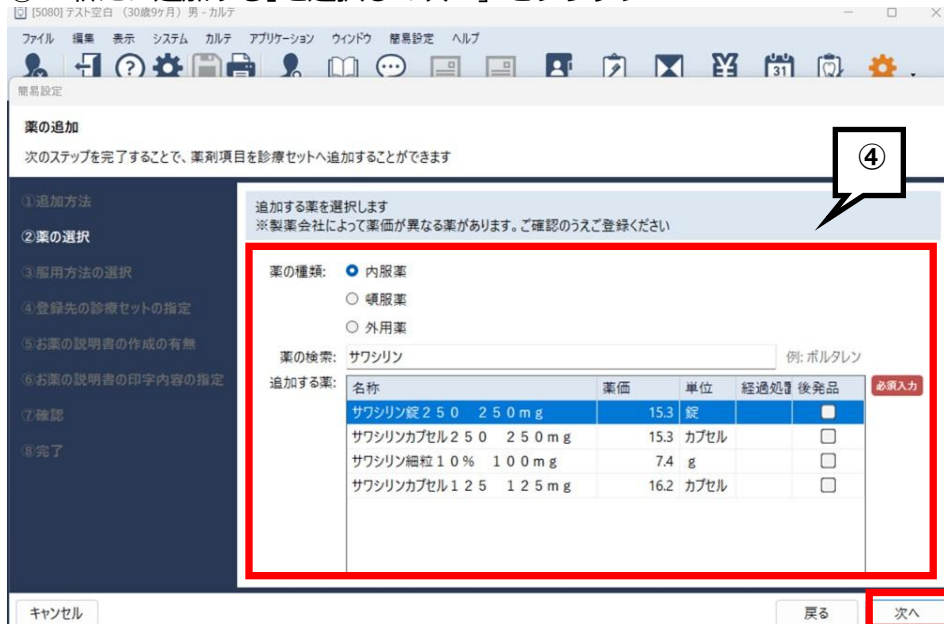 [5080] テスト空白 （30歳9ヶ月） 男 - カルテ
ファイル 編集 表示 システム カルテ アプリケーション ウィンドウ 簡易設定 ヘルプ
31
簡易設定
薬の追加
次のステップを完了することで、薬剤項目を診療セットへ追加することができます
④
①追加方法
②薬の選択
③服用方法の選択
④登録先の診療セットの指定
⑤お薬の説明書の作成の有無
⑥お薬の説明書の印字内容の指定
⑦確認
⑧完了
追加する薬を選択します
※製薬会社によって薬価が異なる薬があります。ご確認のうえご登録ください
薬の種類: 内服薬
頓服薬
外用薬
薬の検索: サワシリン 例: ボルタレン
追加する薬: 名称 薬価 単位 経過処置 後発品 必須入力
サワシリン錠２５０　２５０ｍｇ 15.3 錠
サワシリンカプセル２５０　２５０ｍｇ 15.3 カプセル
サワシリン細粒１０％　１００ｍｇ 7.4 ｇ
サワシリンカプセル１２５　１２５ｍｇ 16.2 カプセル
キャンセル 戻る 次へ